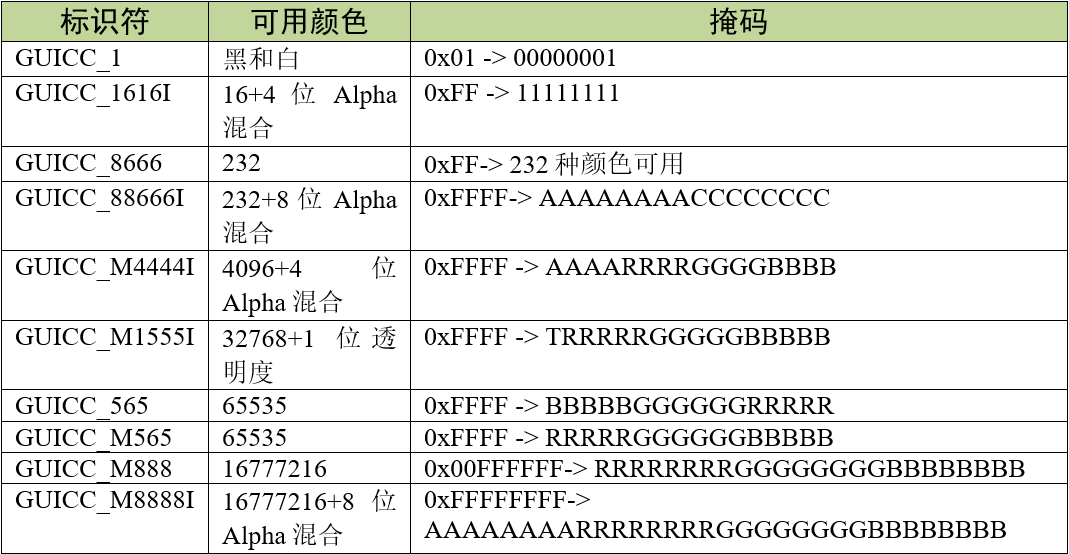 标识符 可用颜色 掩码
GUICC_1 黑和白 0x01 -> 00000001
GUICC_1616I 16+4 位 Alpha 0xFF -> 11111111
混合
GUICC_8666 232 0xFF-> 232 种颜色可用
GUICC_88666I 232+8 位 Alpha 0xFFFF-> AAAAAAAACCCCCCCC
混合
GUICC_M4444I 4096+4 位 0xFFFF -> AAAARRRRGGGGBBBB
Alpha 混合
GUICC_M1555I 32768+1 位透 0xFFFF -> TRRRRRGGGGGBBBBB
明度
GUICC_565 65535 0xFFFF -> BBBBBGGGGGGRRRRR
GUICC_M565 65535 0xFFFF -> RRRRRGGGGGGBBBBB
GUICC_M888 16777216 0x00FFFFFF-> RRRRRRRRGGGGGGGGBBBBBBBB
GUICC_M8888I 16777216+8 位 0xFFFFFFFF->
Alpha 混合 AAAAAAAARRRRRRRRGGGGGGGGBBBBBBBB